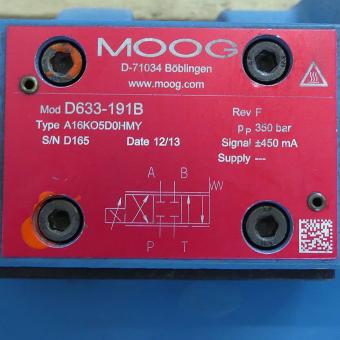 MOOG
D-71034 Böblingen
www.moog.com
Mod D633-191B Rev F
Type A16KO5D0HMY pP 350 bar
S/N D165 Date 12/13 Signal ±450 mA
Supply ---
A B
P T